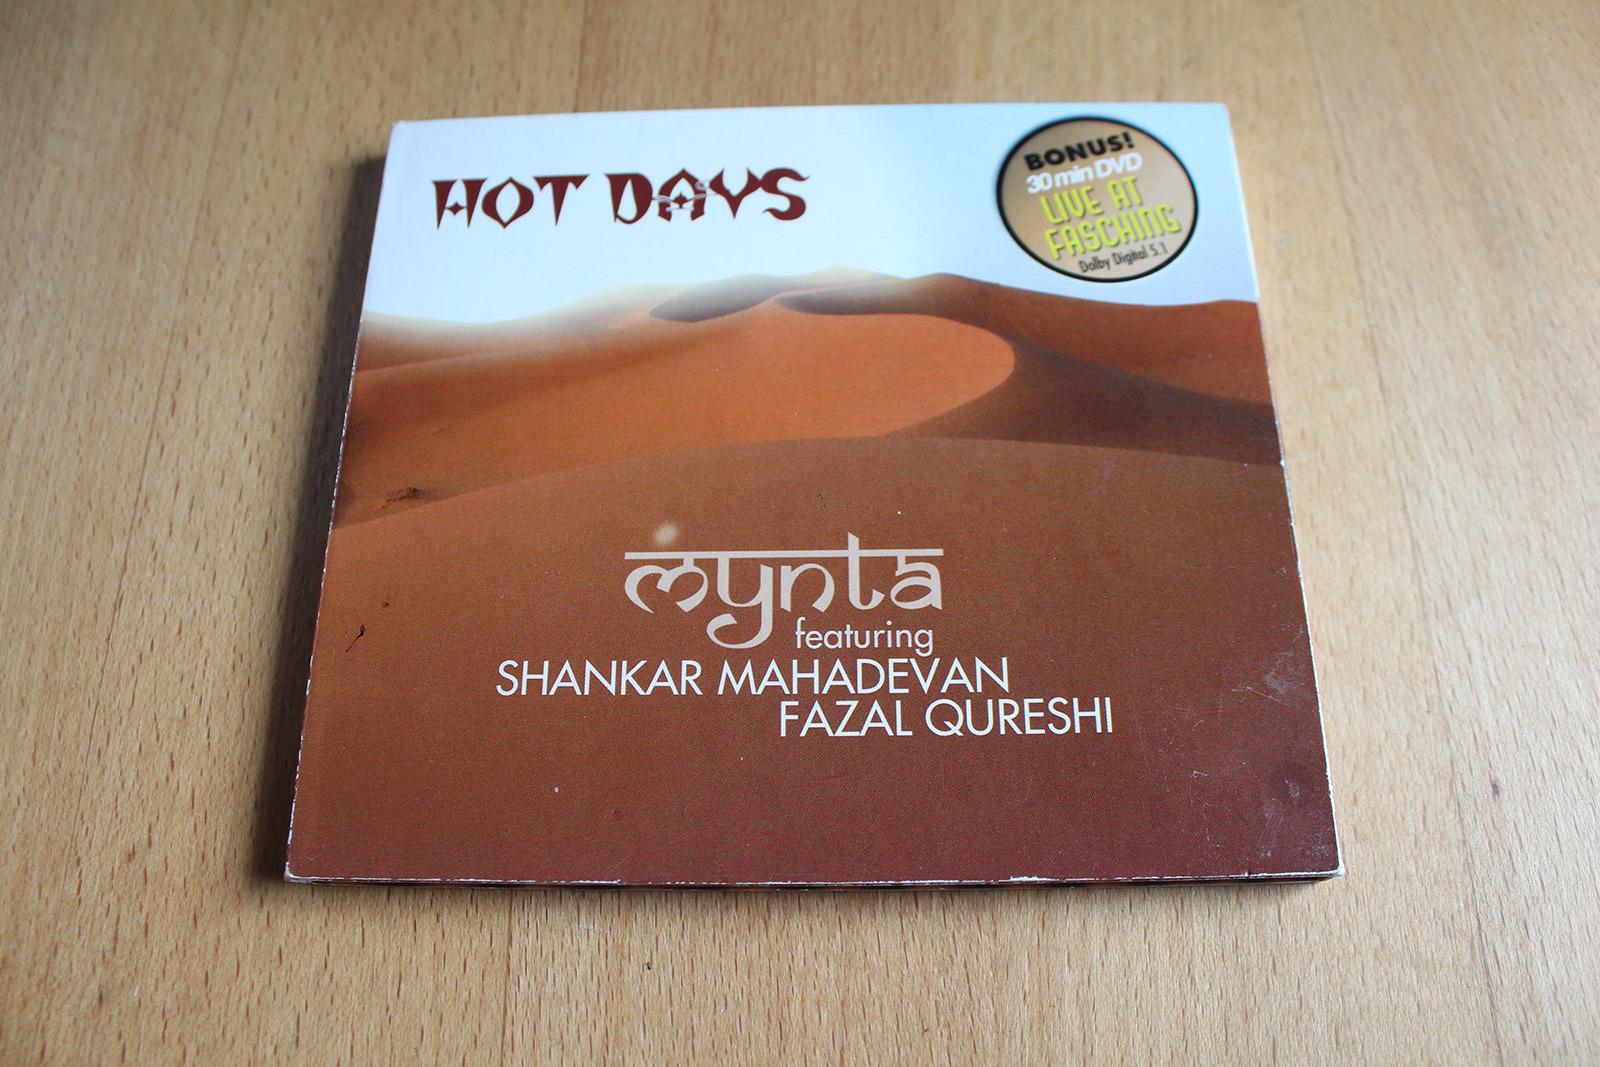 HOT DAYS
BONUS!
30 min DVD
LIVE AT
FASCHING
Dolby Digital 5.1
mynta
featuring
SHANKAR MAHADEVAN
FAZAL QURESHI